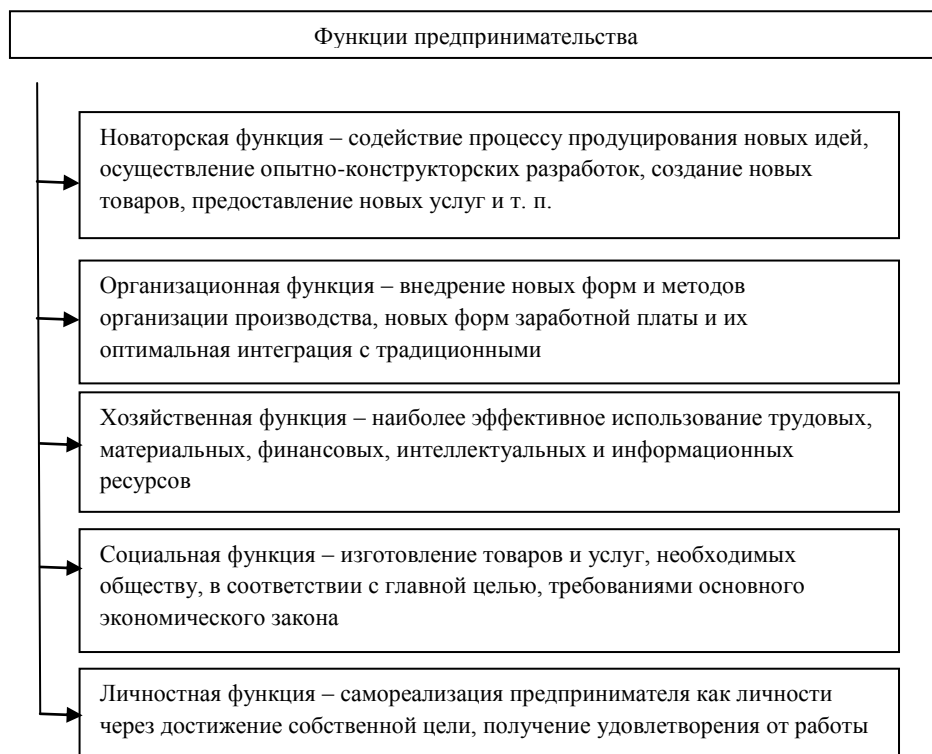 Функции предпринимательства
Новаторская функция – содействие процессу продуцирования новых идей,
осуществление опытно-конструкторских разработок, создание новых
товаров, предоставление новых услуг и т. п.
Организационная функция – внедрение новых форм и методов
организации производства, новых форм заработной платы и их
оптимальная интеграция с традиционными
Хозяйственная функция – наиболее эффективное использование трудовых,
материальных, финансовых, интеллектуальных и информационных
ресурсов
Социальная функция – изготовление товаров и услуг, необходимых
обществу, в соответствии с главной целью, требованиями основного
экономического закона
Личностная функция – самореализация предпринимателя как личности
через достижение собственной цели, получение удовлетворения от работы